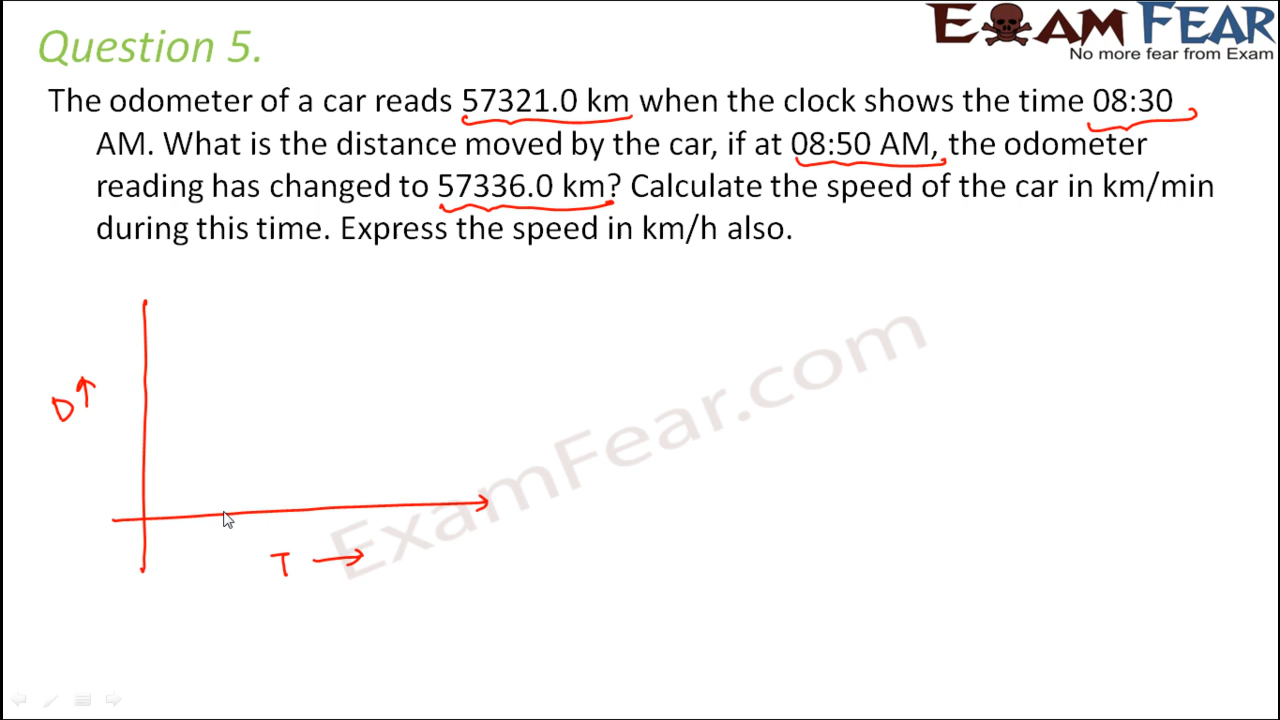 Question 5.
EXAM FEAR
No more fear from Exam
The odometer of a car reads 57321.0 km when the clock shows the time 08:30
AM. What is the distance moved by the car, if at 08:50 AM, the odometer
reading has changed to 57336.0 km? Calculate the speed of the car in km/min
during this time. Express the speed in km/h also.
D
T
ExamFear.com